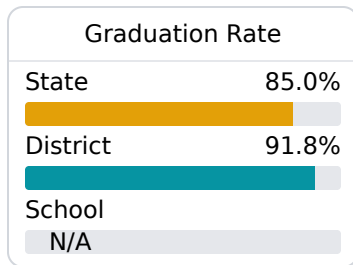 Graduation Rate
State 85.0%
District 91.8%
School
N/A